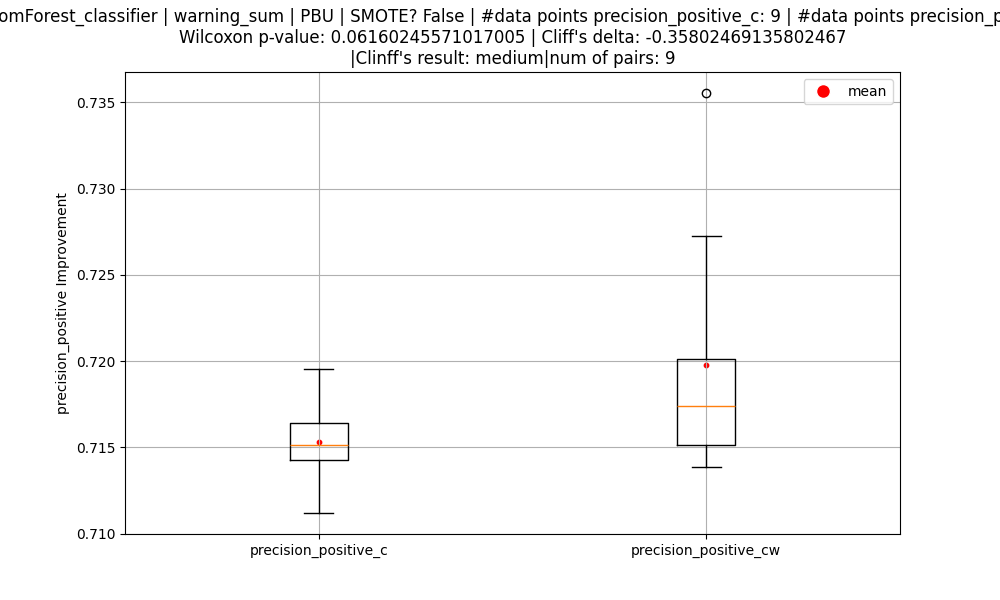 omForest_classifier | warning_sum | PBU | SMOTE? False | #data points precision_positive_c: 9 | #data points precision_p
Wilcoxon p-value: 0.06160245571017005 | Cliff's delta: -0.35802469135802467
|Clinff's result: medium|num of pairs: 9
mean
0.735
0.730
0.725
0.720
0.715
0.710
precision_positive Improvement
precision_positive_c
precision_positive_cw